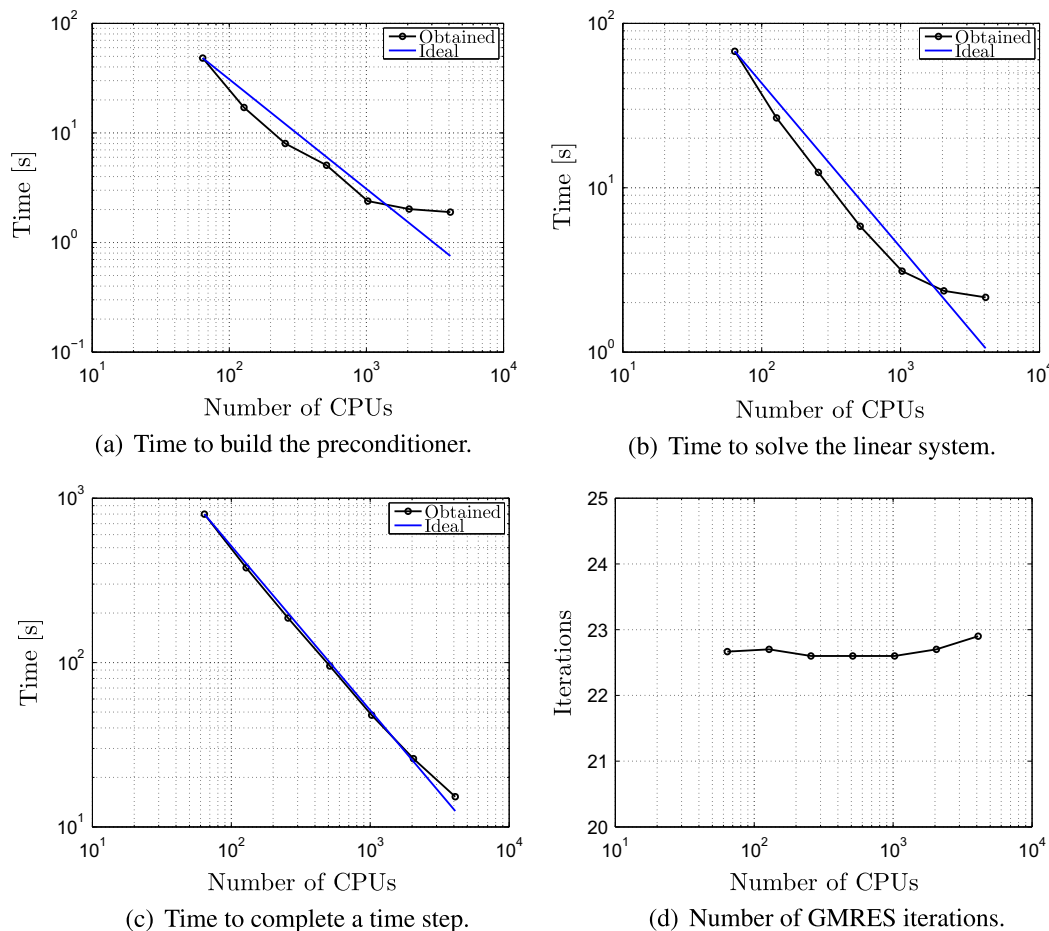 10^2
10^1
10^0
10^−1
Time [s]
Obtained
Ideal
10^1 10^2 10^3 10^4
Number of CPUs
(a) Time to build the preconditioner.
10^2
10^1
10^0
Time [s]
Obtained
Ideal
10^1 10^2 10^3 10^4
Number of CPUs
(b) Time to solve the linear system.
10^3
10^2
10^1
Time [s]
Obtained
Ideal
10^1 10^2 10^3 10^4
Number of CPUs
(c) Time to complete a time step.
25
24
23
22
21
20
Iterations
10^1 10^2 10^3 10^4
Number of CPUs
(d) Number of GMRES iterations.